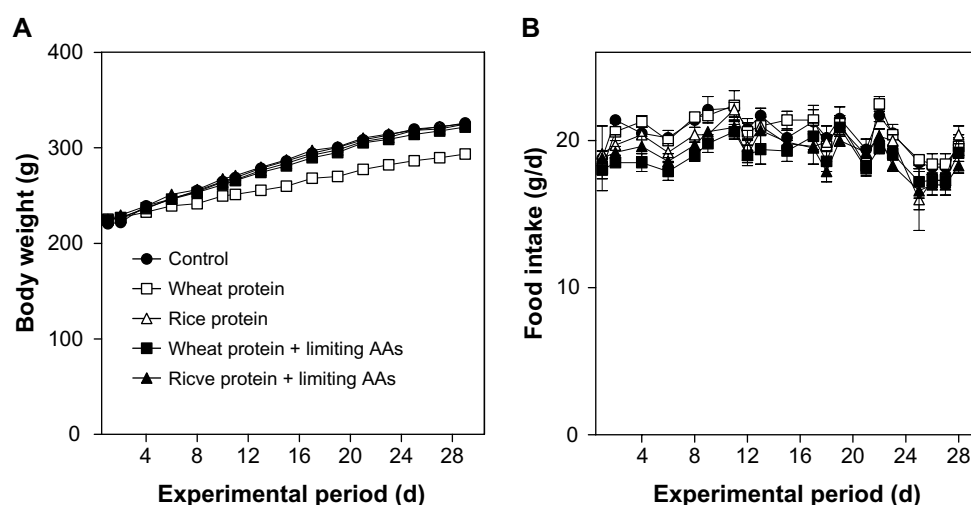 A
Body weight (g)
400
300
200
100
0
Control
Wheat protein
Rice protein
Wheat protein + limiting AAs
Ricve protein + limiting AAs
4 8 12 16 20 24 28
Experimental period (d)
B
Food intake (g/d)
20
10
0
4 8 12 16 20 24 28
Experimental period (d)